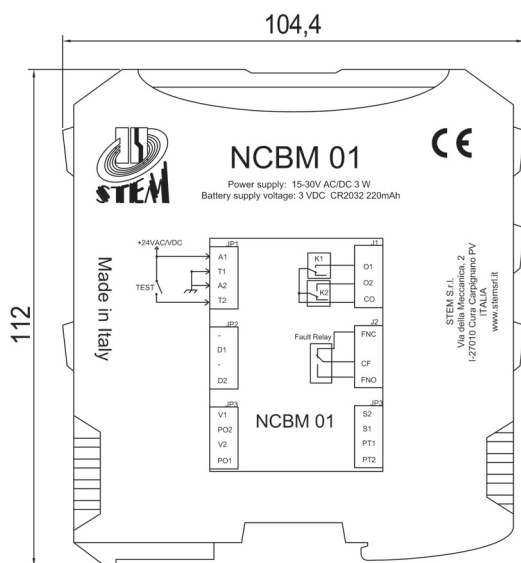 104,4
112
STEM
NCBM 01
Power supply: 15-30V AC/DC 3 W
Battery supply voltage: 3 VDC CR2032 220mAh
Made in Italy
STEM S.r.l.
Via della Meccanica, 2
I-27010 Cura Carpignano PV
ITALIA
www.stemsrl.it
+24VAC/VDC
TEST
JP1
A1
T1
A2
T2
JP2
-
D1
-
D2
JP3
V1
PO2
V2
PO1
K1
K2
J1
O1
O2
CO
Fault Relay
J2
FNC
CF
FNO
NCBM 01
JP3
S2
S1
PT1
PT2
CE